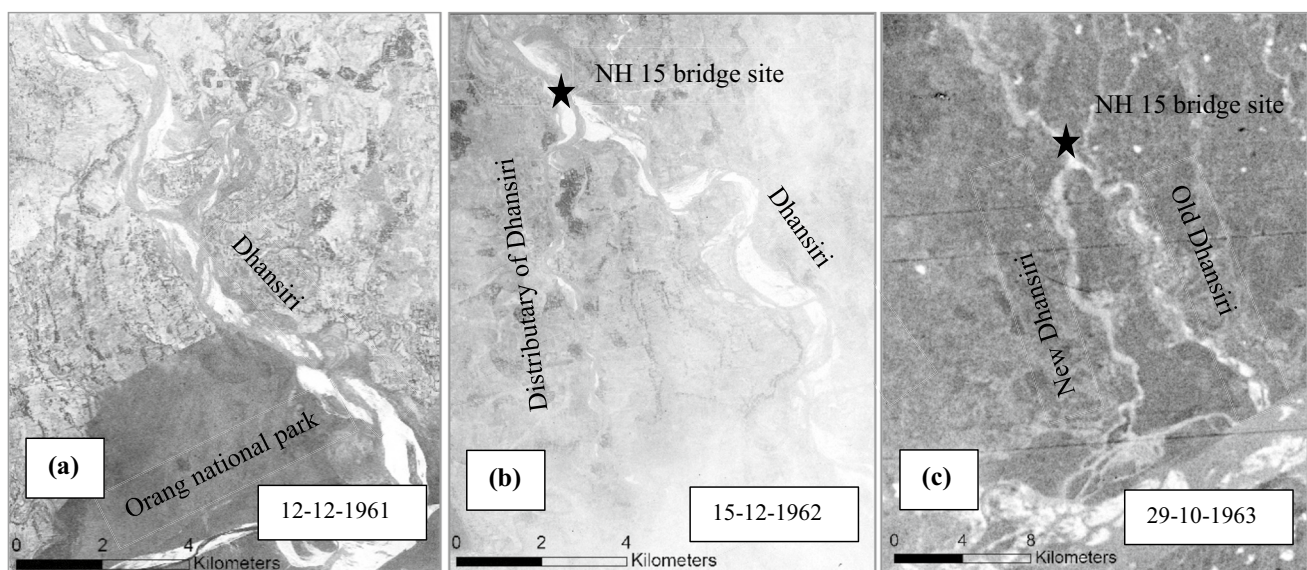 Dhansiri
Orang national park
(a)
12-12-1961
0 2 4
Kilometers
NH 15 bridge site
Dhansiri
Distributary of Dhansiri
(b)
15-12-1962
0 2 4
Kilometers
NH 15 bridge site
Old Dhansiri
New Dhansiri
(c)
29-10-1963
0 4 8
Kilometers